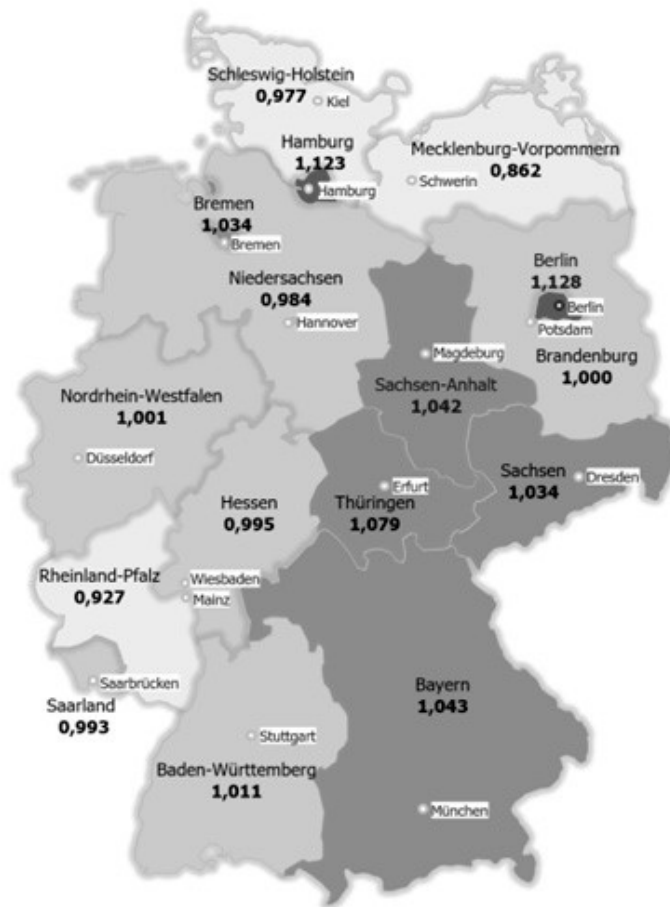 Schleswig-Holstein
0,977
Kiel
Hamburg
1,123
Hamburg
Mecklenburg-Vorpommern
0,862
Schwerin
Bremen
1,034
Bremen
Niedersachsen
0,984
Hannover
Berlin
1,128
Berlin
Potsdam
Brandenburg
1,000
Magdeburg
Sachsen-Anhalt
1,042
Nordrhein-Westfalen
1,001
Düsseldorf
Hessen
0,995
Erfurt
Thüringen
1,079
Sachsen
1,034
Dresden
Rheinland-Pfalz
0,927
Wiesbaden
Mainz
Saarbrücken
Saarland
0,993
Bayern
1,043
Stuttgart
Baden-Württemberg
1,011
München